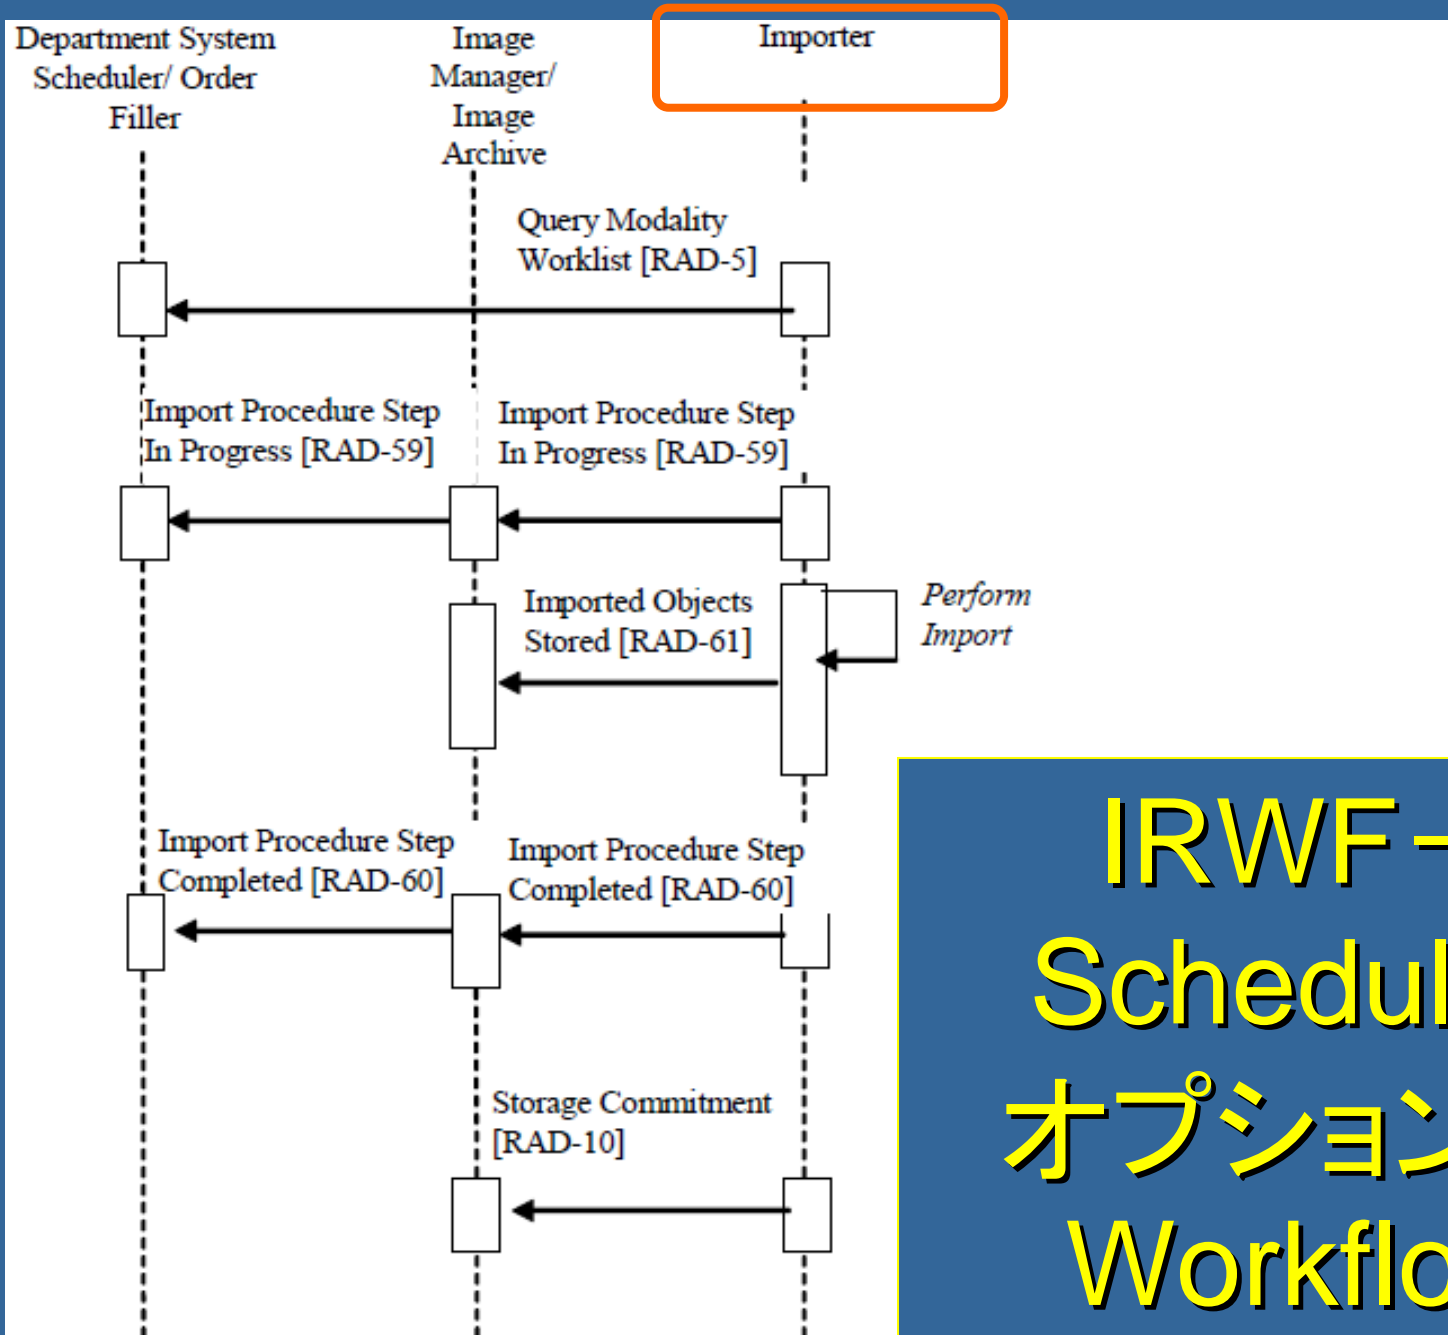 Department System
Scheduler/ Order
Filler
Image
Manager/
Image
Archive
Importer
Query Modality
Worklist [RAD-5]
Import Procedure Step
In Progress [RAD-59]
Import Procedure Step
In Progress [RAD-59]
Imported Objects
Stored [RAD-61]
Perform
Import
Import Procedure Step
Completed [RAD-60]
Import Procedure Step
Completed [RAD-60]
Storage Commitment
[RAD-10]
IRWF-
Schedul
オプション
Workflo